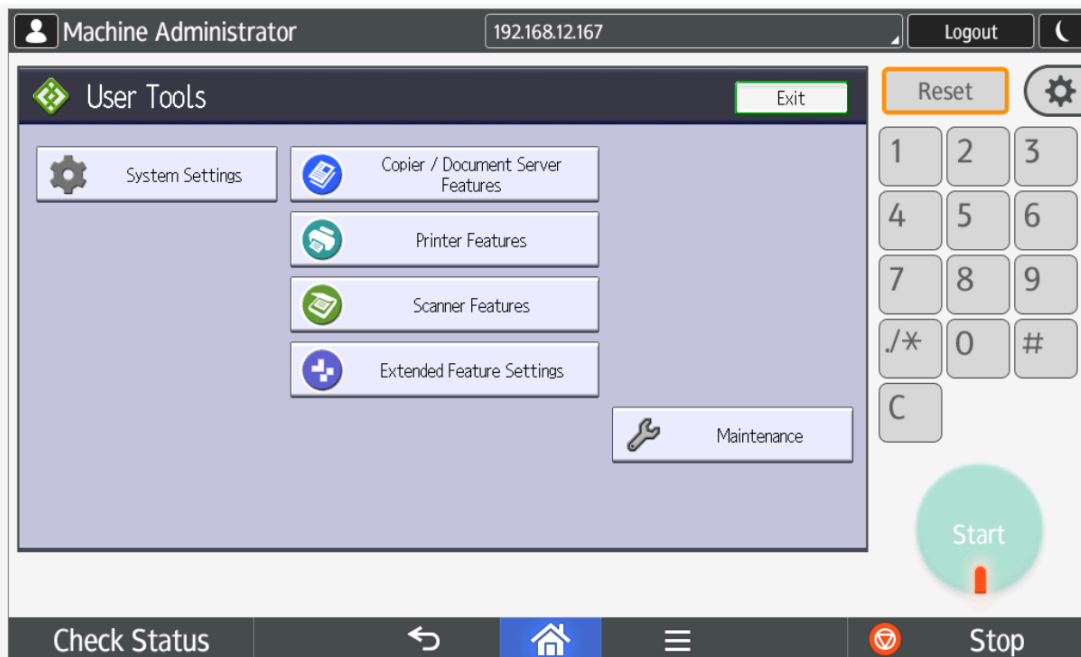 Machine Administrator
192.168.12.167
Logout
User Tools
Exit
Reset
System Settings
Copier / Document Server
Features
Printer Features
Scanner Features
Extended Feature Settings
Maintenance
1 2 3
4 5 6
7 8 9
./* 0 #
C
Start
Check Status
Stop